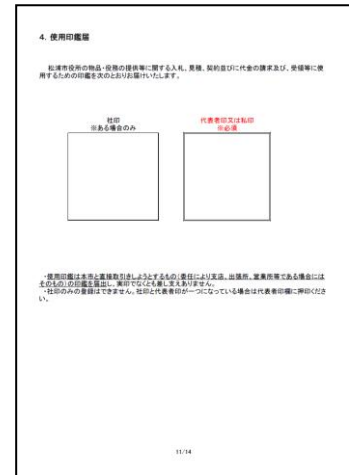 4. 使用印鑑届
松浦市役所の物品・役務の提供等に関する入札、見積、契約並びに代金の請求及び、受領等に使
用するための印鑑を次のとおりお届けいたします。
社印
※ある場合のみ
代表者印又は私印
※必須
・使用印鑑は本市と直接取引きしようとするもの(委任により支店、出張所、営業所等である場合には
そのもの)の印鑑を届出し、実印でなくとも差し支えありません。
・社印のみの登録はできません。社印と代表者印が一つになっている場合は代表者印欄に押印くださ
い。
11/14